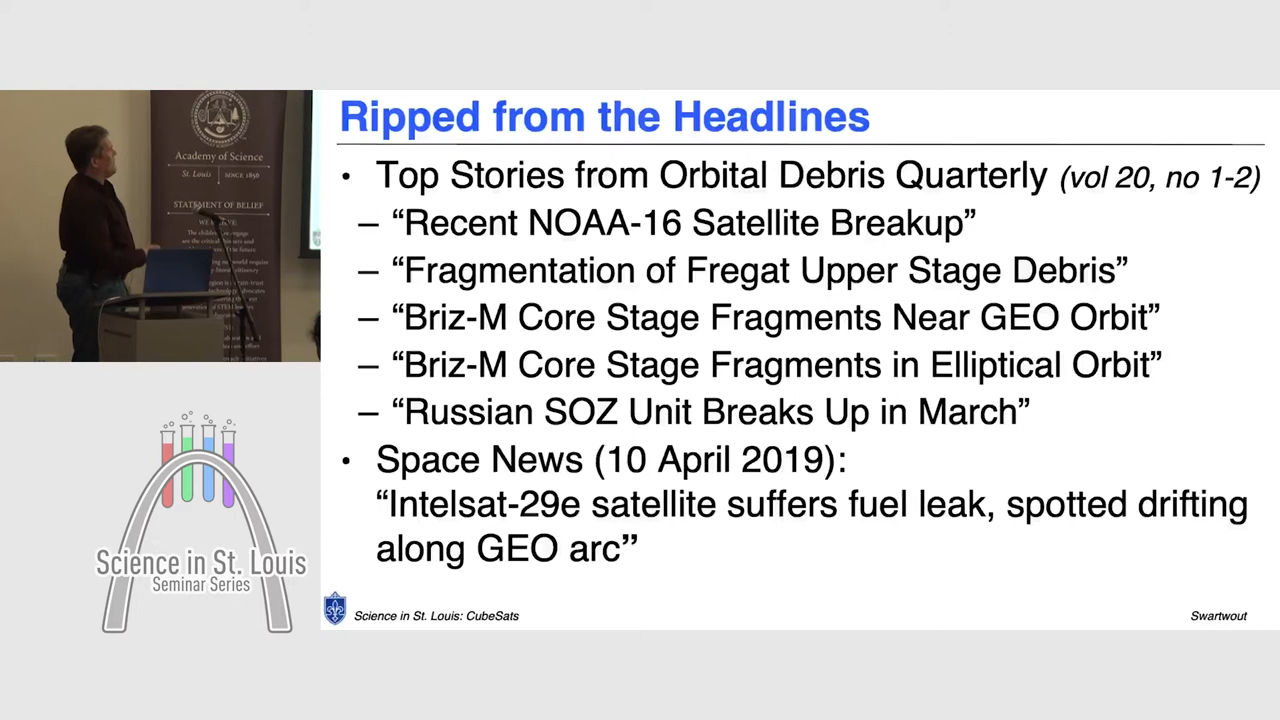 Ripped from the Headlines
• Top Stories from Orbital Debris Quarterly (vol 20, no 1-2)
– “Recent NOAA-16 Satellite Breakup”
– “Fragmentation of Fregat Upper Stage Debris”
– “Briz-M Core Stage Fragments Near GEO Orbit”
– “Briz-M Core Stage Fragments in Elliptical Orbit”
– “Russian SOZ Unit Breaks Up in March”
• Space News (10 April 2019):
“Intelsat-29e satellite suffers fuel leak, spotted drifting
along GEO arc”
Science in St. Louis: CubeSats
Swartwout
Academy of Science
St. Louis | SINCE 1856
STATEMENT OF BELIEF
Science in St. Louis
Seminar Series